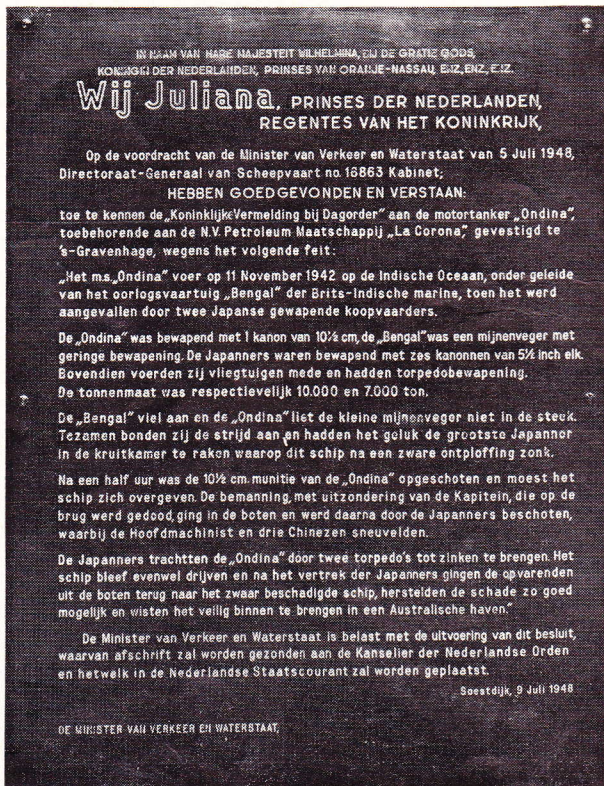 IN NAAM VAN HARE MAJESTEIT WILHELMINA, BIJ DE GRATIE GODS,
KONINGIN DER NEDERLANDEN, PRINSES VAN ORANJE-NASSAU, ENZ, ENZ, ENZ.
Wij Juliana, PRINSES DER NEDERLANDEN,
REGENTES VAN HET KONINKRIJK,
Op de voordracht van de Minister van Verkeer en Waterstaat van 5 Juli 1948,
Directoraat-Generaal van Scheepvaart no. 16863 Kabinet;
HEBBEN GOEDGEVONDEN EN VERSTAAN:
toe te kennen de „Koninklijke Vermelding bij Dagorder" aan de motortanker „Ondina",
toebehorende aan de N.V. Petroleum Maatschappij „La Corona", gevestigd te
's-Gravenhage, wegens het volgende feit:
„Het m.s. „Ondina" voer op 11 November 1942 op de Indische Oceaan, onder geleide
van het oorlogsvaartuig „Bengal" der Brits-Indische marine, toen het werd
aangevallen door twee Japanse gewapende koopvaarders.
De „Ondina" was bewapend met 1 kanon van 10½ cm, de „Bengal" was een mijnenveger met
geringe bewapening. De Japanners waren bewapend met zes kanonnen van 5½ inch elk.
Bovendien voerden zij vliegtuigen mede en hadden torpedobewapening.
De tonnenmaat was respectievelijk 10.000 en 7.000 ton.
De „Bengal" viel aan en de „Ondina" liet de kleine mijnenveger niet in de steek.
Tezamen bonden zij de strijd aan en hadden het geluk de grootste Japanner
in de kruitkamer te raken waarop dit schip na een zware ontploffing zonk.
Na een half uur was de 10½ cm. munitie van de „Ondina" opgeschoten en moest het
schip zich overgeven. De bemanning, met uitzondering van de Kapitein, die op de
brug werd gedood, ging in de boten en werd daarna door de Japanners beschoten,
waarbij de Hoofdmachinist en drie Chinezen sneuvelden.
De Japanners trachtten de „Ondina" door twee torpedo's tot zinken te brengen. Het
schip bleef evenwel drijven en na het vertrek der Japanners gingen de opvarenden
uit de boten terug naar het zwaar beschadigde schip, herstelden de schade zo goed
mogelijk en wisten het veilig binnen te brengen in een Australische haven."
De Minister van Verkeer en Waterstaat is belast met de uitvoering van dit besluit,
waarvan afschrift zal worden gezonden aan de Kanselier der Nederlandse Orden
en hetwelk in de Nederlandse Staatscourant zal worden geplaatst.
Soestdijk, 9 Juli 1948
DE MINISTER VAN VERKEER EN WATERSTAAT,